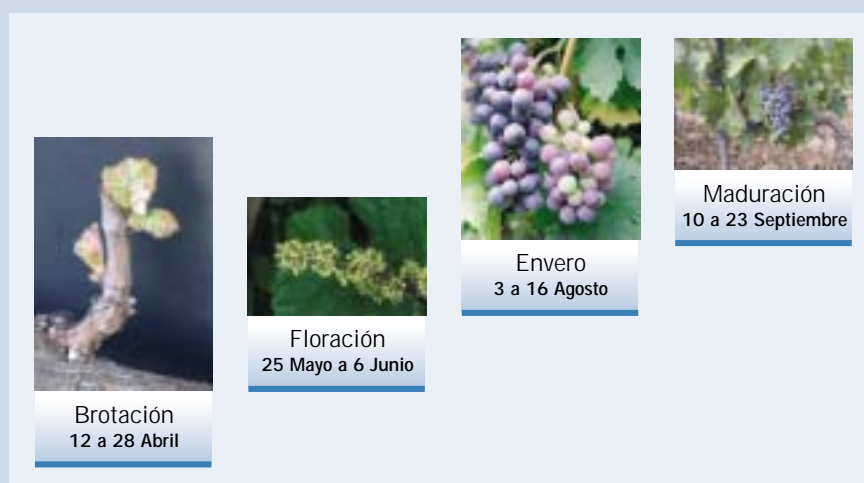 Brotación
12 a 28 Abril
Floración
25 Mayo a 6 Junio
Envero
3 a 16 Agosto
Maduración
10 a 23 Septiembre